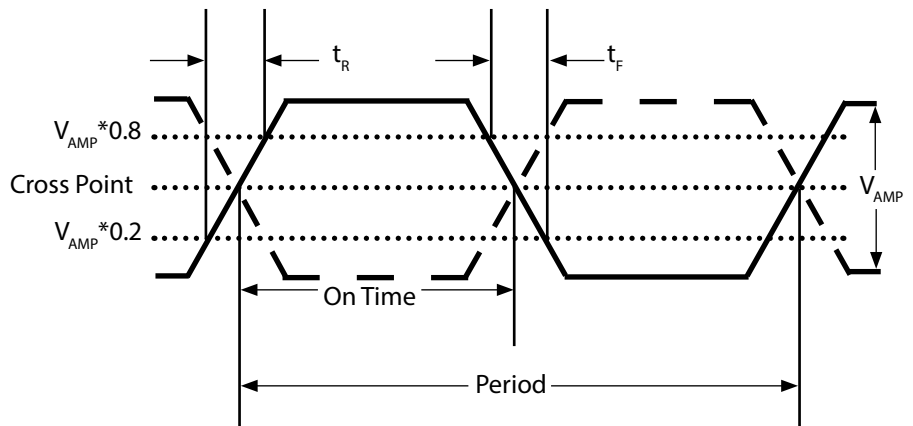 t_R
t_F
V_AMP*0.8
Cross Point
V_AMP
V_AMP*0.2
On Time
Period